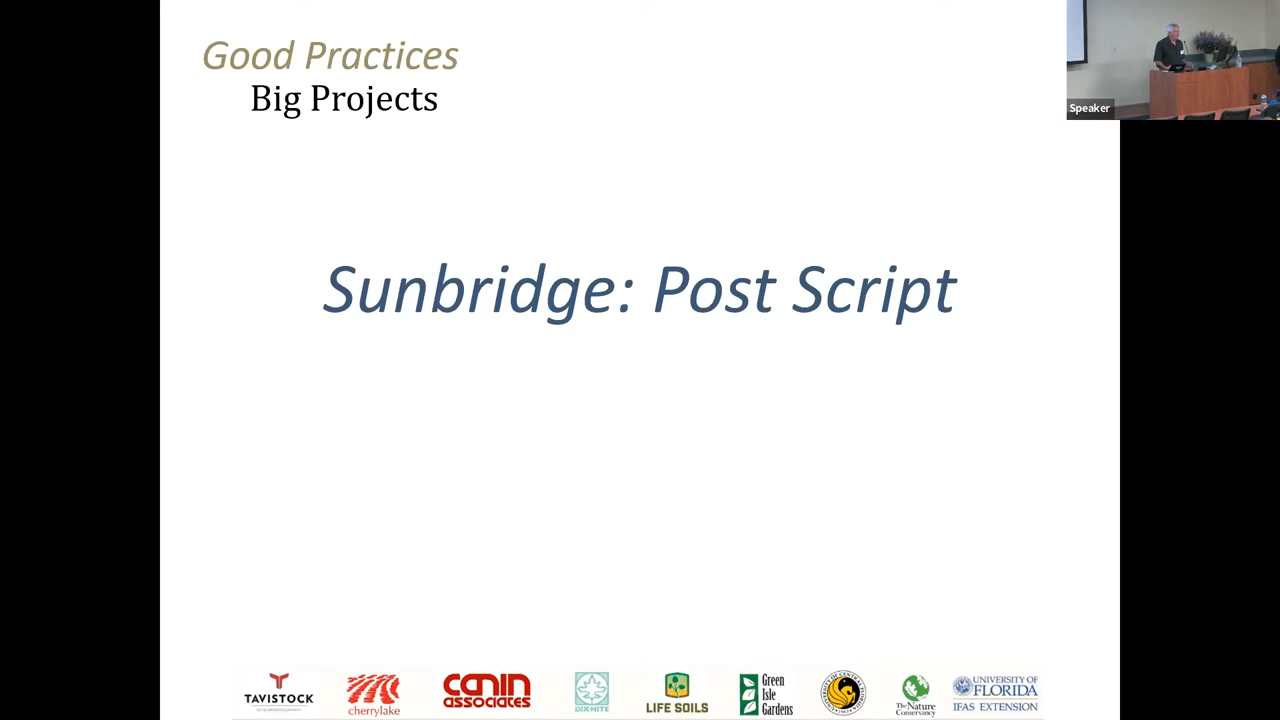 Good Practices
Big Projects
Speaker
Sunbridge: Post Script
TAVISTOCK
cherrylake
canin
associates
DIX·HITE
LIFE SOILS
Green
Isle
Gardens
The Nature
Conservancy
UNIVERSITY of
FLORIDA
IFAS EXTENSION